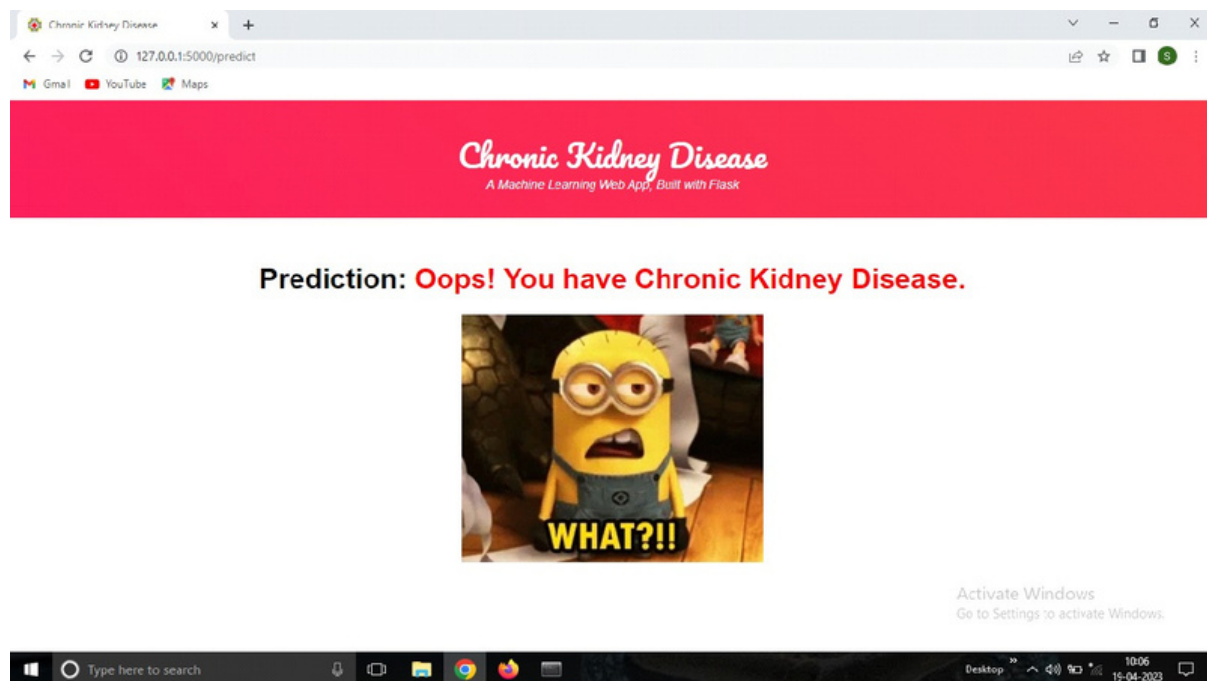 Chronic Kidney Disease
127.0.0.1:5000/predict
Gmail YouTube Maps
S
Chronic Kidney Disease
A Machine Learning Web App, Built with Flask
Prediction: Oops! You have Chronic Kidney Disease.
WHAT?!!
Activate Windows
Go to Settings to activate Windows.
Type here to search
Desktop
10:06
19-04-2023